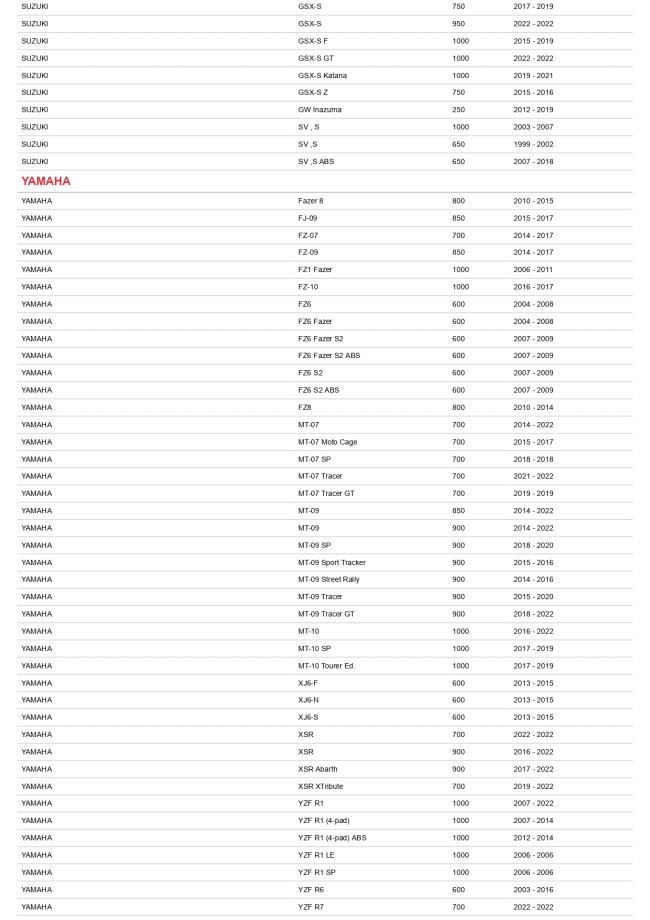 SUZUKI GSX-S 750 2017 - 2019
SUZUKI GSX-S 950 2022 - 2022
SUZUKI GSX-S F 1000 2015 - 2019
SUZUKI GSX-S GT 1000 2022 - 2022
SUZUKI GSX-S Katana 1000 2019 - 2021
SUZUKI GSX-S Z 750 2015 - 2016
SUZUKI GW Inazuma 250 2012 - 2019
SUZUKI SV , S 1000 2003 - 2007
SUZUKI SV ,S 650 1999 - 2002
SUZUKI SV ,S ABS 650 2007 - 2018
YAMAHA
YAMAHA Fazer 8 800 2010 - 2015
YAMAHA FJ-09 850 2015 - 2017
YAMAHA FZ-07 700 2014 - 2017
YAMAHA FZ-09 850 2014 - 2017
YAMAHA FZ1 Fazer 1000 2006 - 2011
YAMAHA FZ-10 1000 2016 - 2017
YAMAHA FZ6 600 2004 - 2008
YAMAHA FZ6 Fazer 600 2004 - 2008
YAMAHA FZ6 Fazer S2 600 2007 - 2009
YAMAHA FZ6 Fazer S2 ABS 600 2007 - 2009
YAMAHA FZ6 S2 600 2007 - 2009
YAMAHA FZ6 S2 ABS 600 2007 - 2009
YAMAHA FZ8 800 2010 - 2014
YAMAHA MT-07 700 2014 - 2022
YAMAHA MT-07 Moto Cage 700 2015 - 2017
YAMAHA MT-07 SP 700 2018 - 2018
YAMAHA MT-07 Tracer 700 2021 - 2022
YAMAHA MT-07 Tracer GT 700 2019 - 2019
YAMAHA MT-09 850 2014 - 2022
YAMAHA MT-09 900 2014 - 2022
YAMAHA MT-09 SP 900 2018 - 2020
YAMAHA MT-09 Sport Tracker 900 2015 - 2016
YAMAHA MT-09 Street Rally 900 2014 - 2016
YAMAHA MT-09 Tracer 900 2015 - 2020
YAMAHA MT-09 Tracer GT 900 2018 - 2022
YAMAHA MT-10 1000 2016 - 2022
YAMAHA MT-10 SP 1000 2017 - 2019
YAMAHA MT-10 Tourer Ed. 1000 2017 - 2019
YAMAHA XJ6-F 600 2013 - 2015
YAMAHA XJ6-N 600 2013 - 2015
YAMAHA XJ6-S 600 2013 - 2015
YAMAHA XSR 700 2022 - 2022
YAMAHA XSR 900 2016 - 2022
YAMAHA XSR Abarth 900 2017 - 2022
YAMAHA XSR XTribute 700 2019 - 2022
YAMAHA YZF R1 1000 2007 - 2022
YAMAHA YZF R1 (4-pad) 1000 2007 - 2014
YAMAHA YZF R1 (4-pad) ABS 1000 2012 - 2014
YAMAHA YZF R1 LE 1000 2006 - 2006
YAMAHA YZF R1 SP 1000 2006 - 2006
YAMAHA YZF R6 600 2003 - 2016
YAMAHA YZF R7 700 2022 - 2022